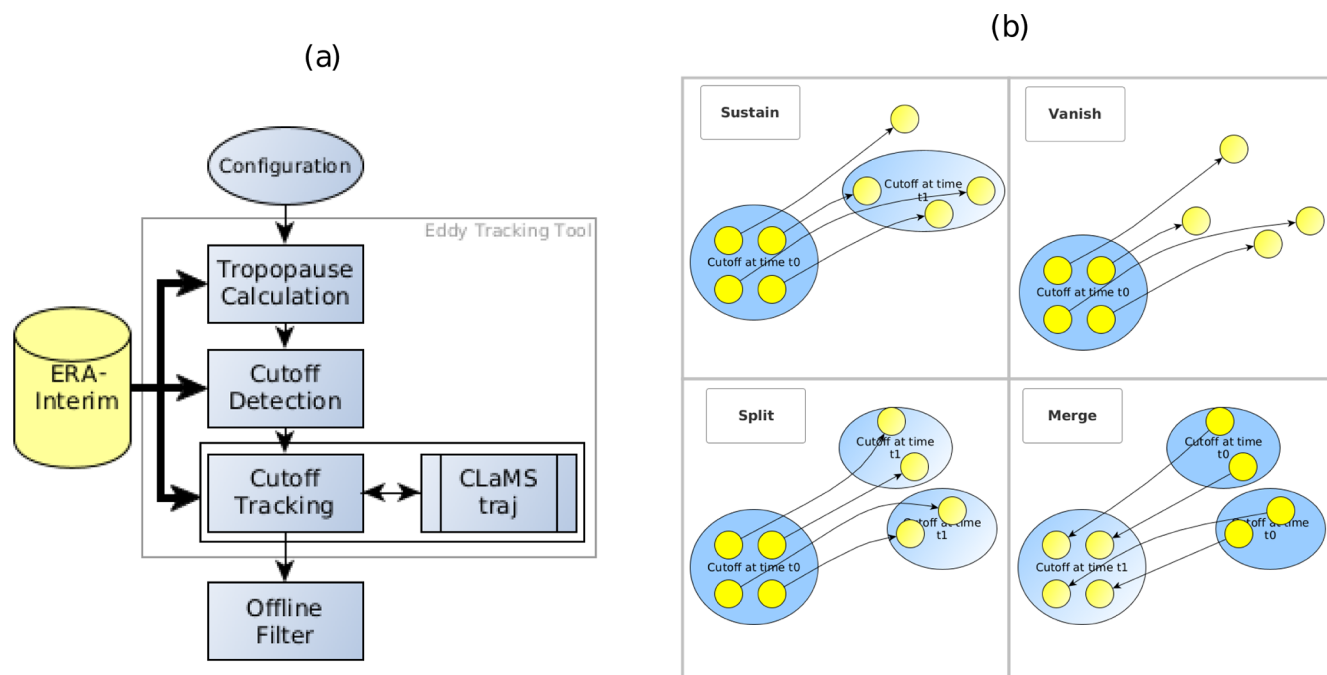 (a)
Configuration
Eddy Tracking Tool
Tropopause
Calculation
ERA-
Interim
Cutoff
Detection
Cutoff
Tracking
CLaMS
traj
Offline
Filter
(b)
Sustain
Cutoff at time
t1
Cutoff at time t0
Vanish
Cutoff at time t0
Split
Cutoff at time
t1
Cutoff at time
t1
Cutoff at time t0
Merge
Cutoff at time
t0
Cutoff at time
t0
Cutoff at time t1